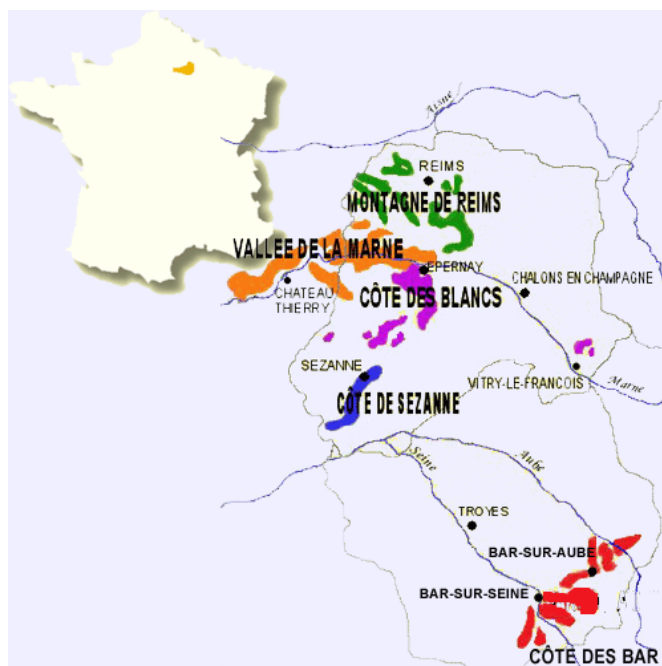 Aisne
REIMS
MONTAGNE DE REIMS
VALLEE DE LA MARNE
EPERNAY
CHATEAU
THIERRY
CÔTE DES BLANCS
CHALONS EN CHAMPAGNE
SEZANNE
VITRY-LE-FRANCOIS
Marne
CÔTE DE SEZANNE
Seine
Aube
TROYES
BAR-SUR-AUBE
BAR-SUR-SEINE
CÔTE DES BAR